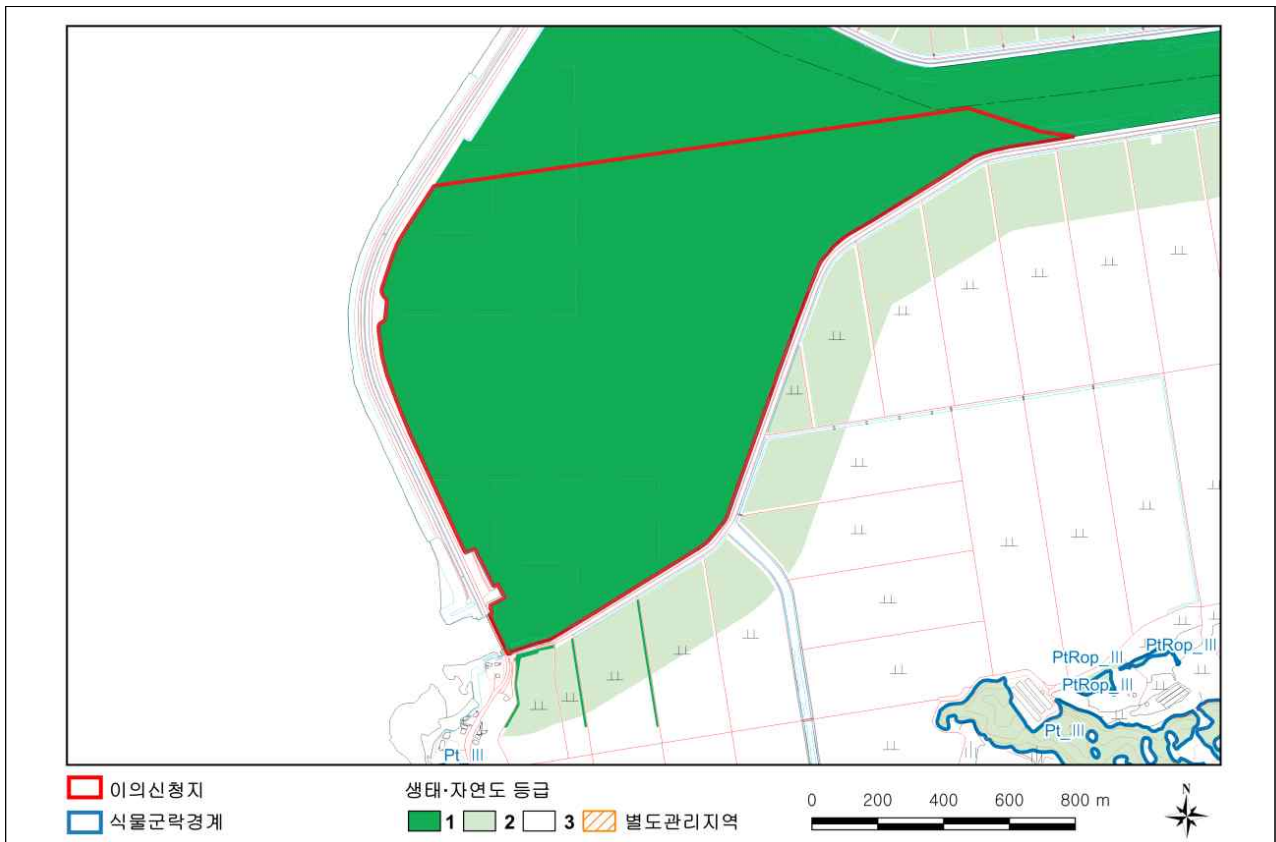 PtRop_Ⅲ
PtRop_Ⅲ
PtRop_Ⅲ
Pt_Ⅲ
Pt_Ⅲ
이의신청지
식물군락경계
생태·자연도 등급
1 2 3 별도관리지역
0 200 400 600 800 m
N